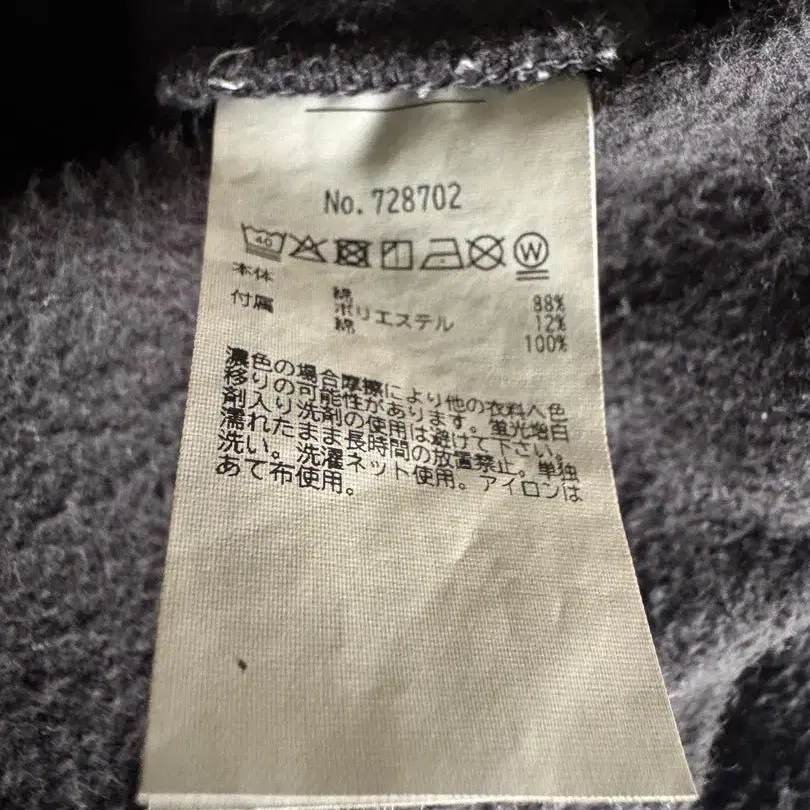 No. 728702
40
W
本体 綿 88%
ポリエステル 12%
付属 綿 100%
濃色の場合摩擦により他の衣料へ色
移りの可能性があります。蛍光増白
剤入り洗剤の使用は避けて下さい。
濡れたまま長時間の放置禁止。単独
洗い。洗濯ネット使用。アイロンは
あて布使用。